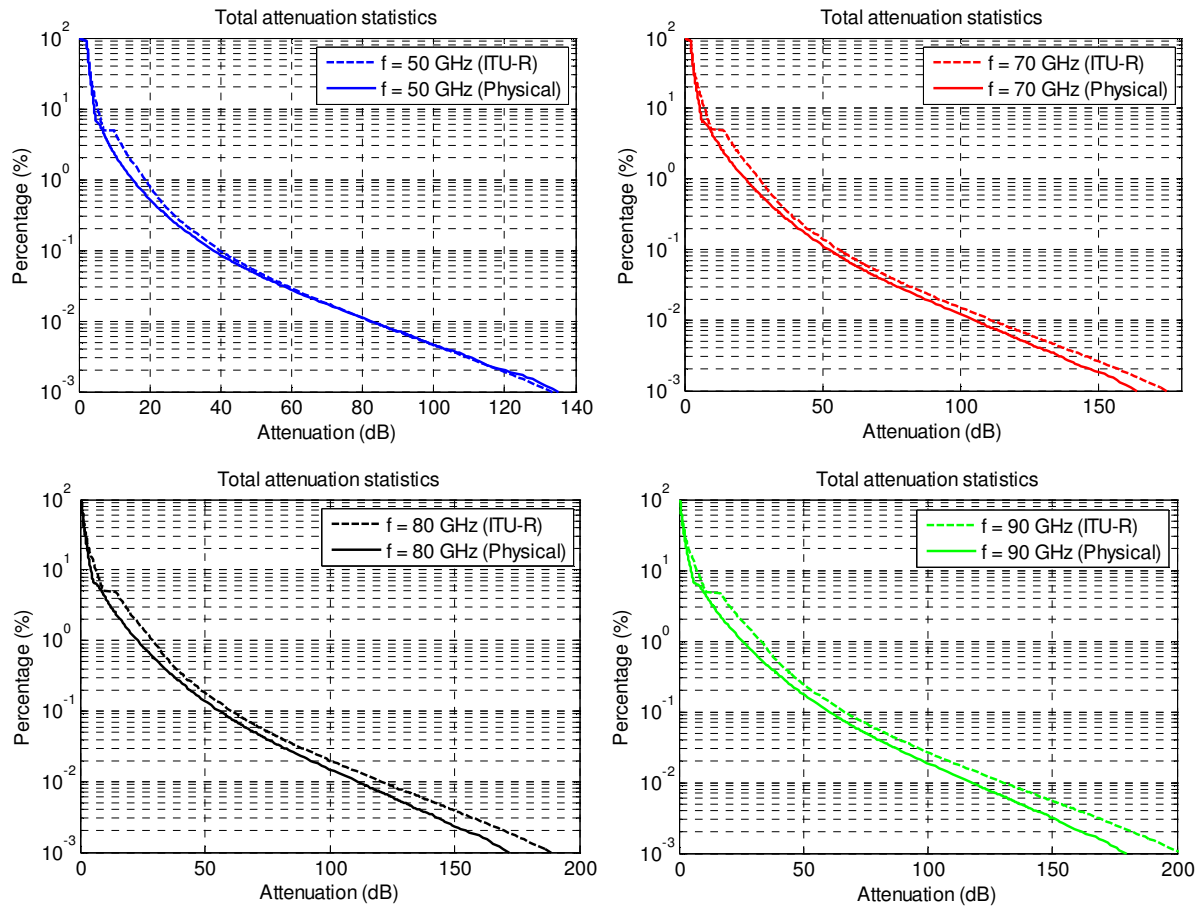 Total attenuation statistics
10^2
10^1
10^0
10^-1
10^-2
10^-3
Percentage (%)
f = 50 GHz (ITU-R)
f = 50 GHz (Physical)
0 20 40 60 80 100 120 140
Attenuation (dB)
Total attenuation statistics
10^2
10^1
10^0
10^-1
10^-2
10^-3
Percentage (%)
f = 70 GHz (ITU-R)
f = 70 GHz (Physical)
0 50 100 150
Attenuation (dB)
Total attenuation statistics
10^2
10^1
10^0
10^-1
10^-2
10^-3
Percentage (%)
f = 80 GHz (ITU-R)
f = 80 GHz (Physical)
0 50 100 150 200
Attenuation (dB)
Total attenuation statistics
10^2
10^1
10^0
10^-1
10^-2
10^-3
Percentage (%)
f = 90 GHz (ITU-R)
f = 90 GHz (Physical)
0 50 100 150 200
Attenuation (dB)